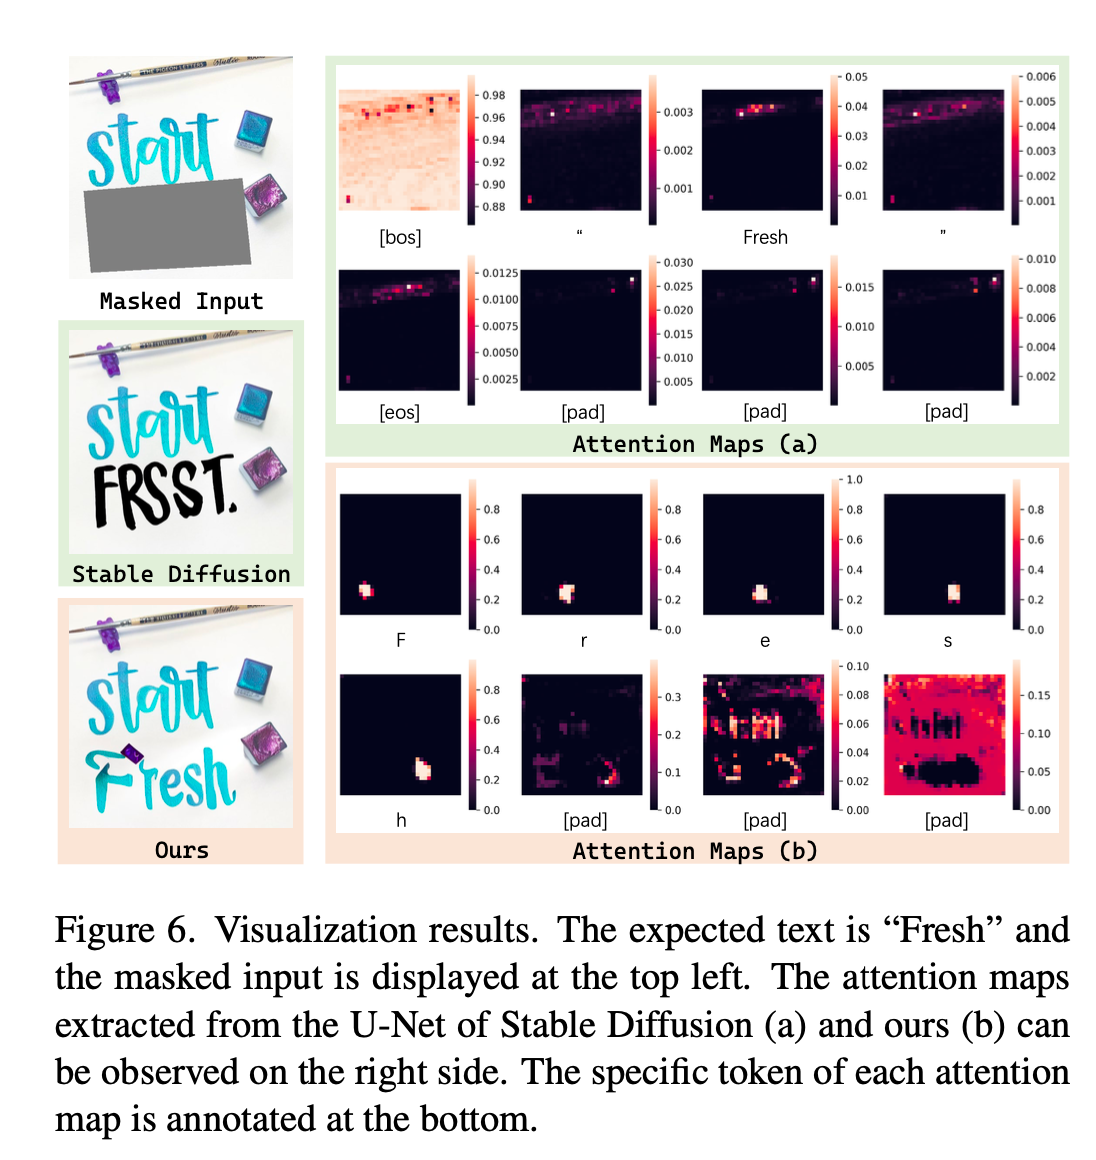 THE PIGEON LETTERS Studio
start
Masked Input
start
FRSST.
Stable Diffusion
start
Fresh
Ours
0.98
0.96
0.94
0.92
0.90
0.88
[bos]
0.003
0.002
0.001
“
0.05
0.04
0.03
0.02
0.01
Fresh
0.006
0.005
0.004
0.003
0.002
0.001
”
0.0125
0.0100
0.0075
0.0050
0.0025
[eos]
0.030
0.025
0.020
0.015
0.010
0.005
[pad]
0.015
0.010
0.005
[pad]
0.010
0.008
0.006
0.004
0.002
[pad]
Attention Maps (a)
0.8
0.6
0.4
0.2
0.0
F
0.8
0.6
0.4
0.2
0.0
r
1.0
0.8
0.6
0.4
0.2
0.0
e
0.8
0.6
0.4
0.2
0.0
s
0.8
0.6
0.4
0.2
0.0
h
0.3
0.2
0.1
0.0
[pad]
0.10
0.08
0.06
0.04
0.02
0.00
[pad]
0.15
0.10
0.05
0.00
[pad]
Attention Maps (b)
Figure 6. Visualization results. The expected text is “Fresh” and
the masked input is displayed at the top left. The attention maps
extracted from the U-Net of Stable Diffusion (a) and ours (b) can
be observed on the right side. The specific token of each attention
map is annotated at the bottom.